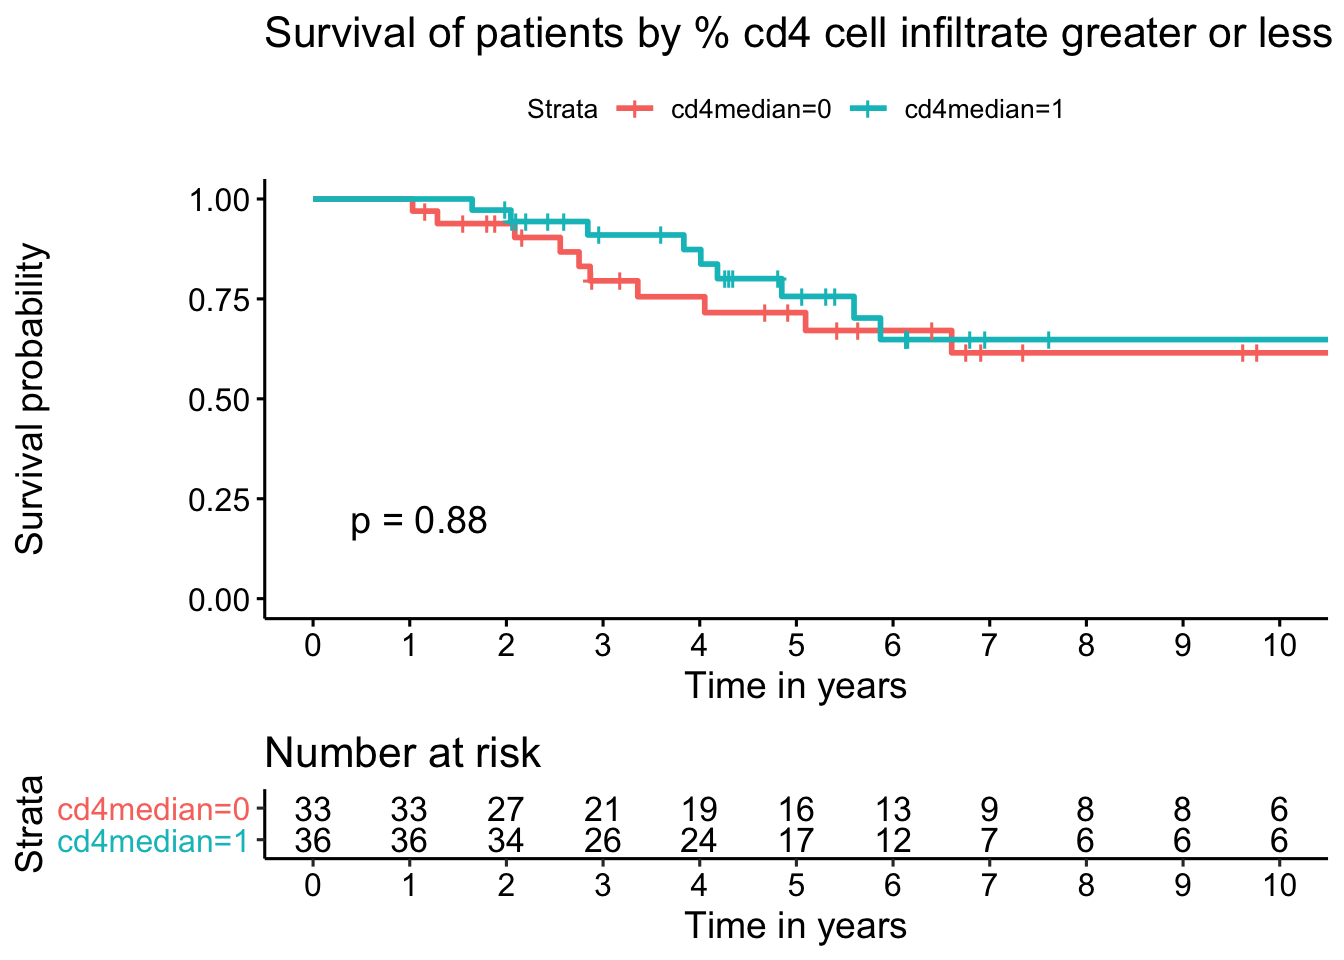 Survival of patients by % cd4 cell infiltrate greater or less
Strata cd4median=0 cd4median=1
Survival probability
1.00
0.75
0.50
0.25
0.00
p = 0.88
0 1 2 3 4 5 6 7 8 9 10
Time in years
Number at risk
Strata
cd4median=0 33 33 27 21 19 16 13 9 8 8 6
cd4median=1 36 36 34 26 24 17 12 7 6 6 6
0 1 2 3 4 5 6 7 8 9 10
Time in years